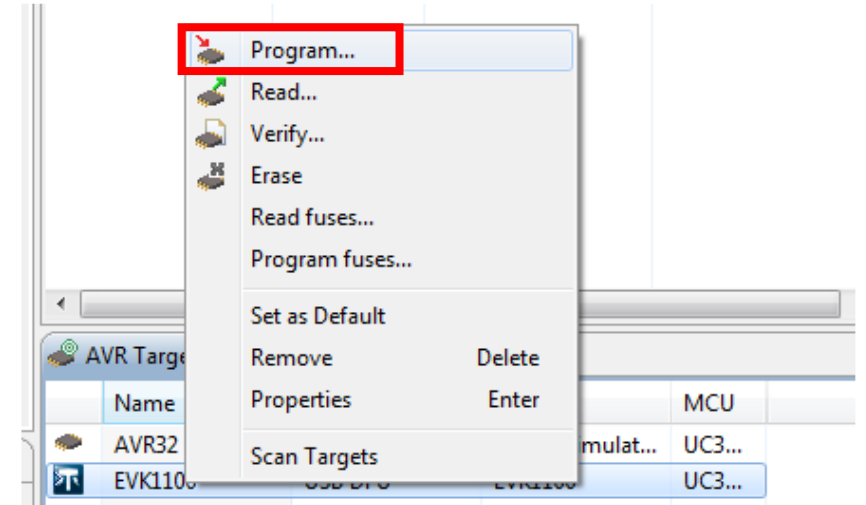 Program...
Read...
Verify...
Erase
Read fuses...
Program fuses...
Set as Default
AVR Targe
Remove Delete
Name Properties Enter MCU
AVR32 mulat... UC3...
Scan Targets
EVK1100 USB DFU EVK1100 UC3...